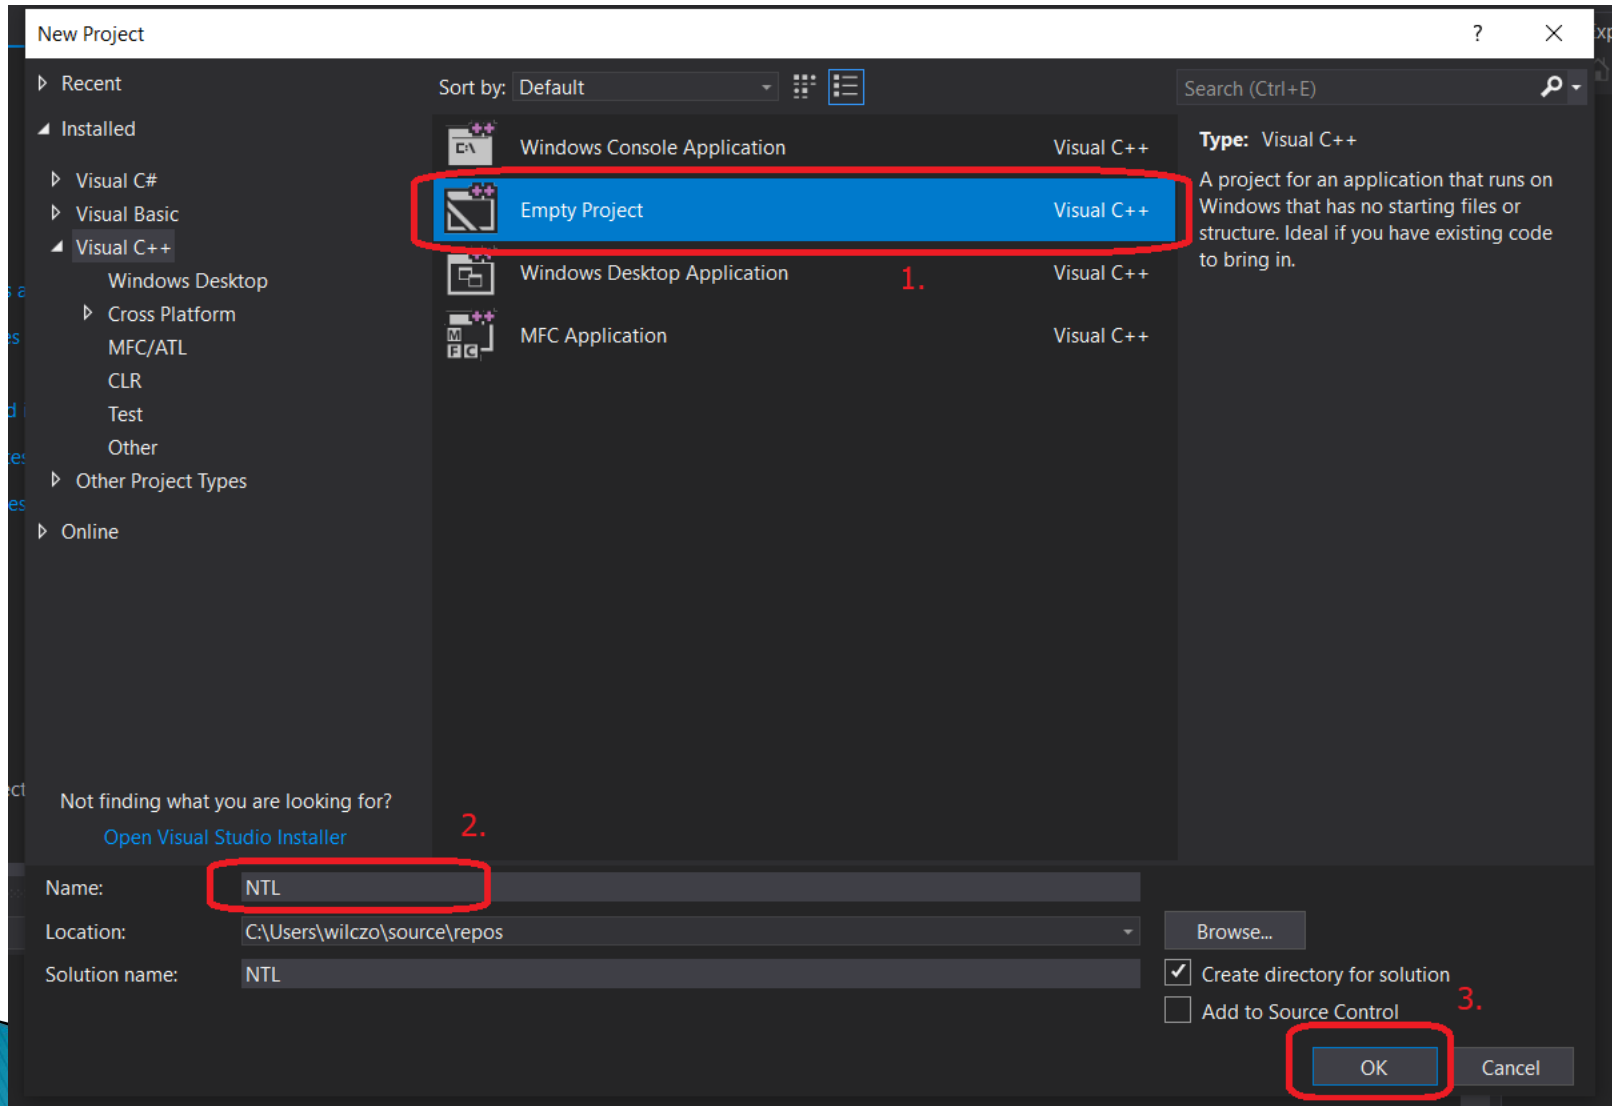 New Project
?
Recent
Sort by: Default
Search (Ctrl+E)
Installed
Visual C#
Visual Basic
Visual C++
Windows Desktop
Cross Platform
MFC/ATL
CLR
Test
Other
Other Project Types
Online
Not finding what you are looking for?
Open Visual Studio Installer
Windows Console Application Visual C++
Empty Project Visual C++
1.
Windows Desktop Application Visual C++
MFC Application Visual C++
Type: Visual C++
A project for an application that runs on
Windows that has no starting files or
structure. Ideal if you have existing code
to bring in.
2.
Name: NTL
Location: C:\Users\wilczo\source\repos
Browse...
Solution name: NTL
Create directory for solution
Add to Source Control
3.
OK
Cancel